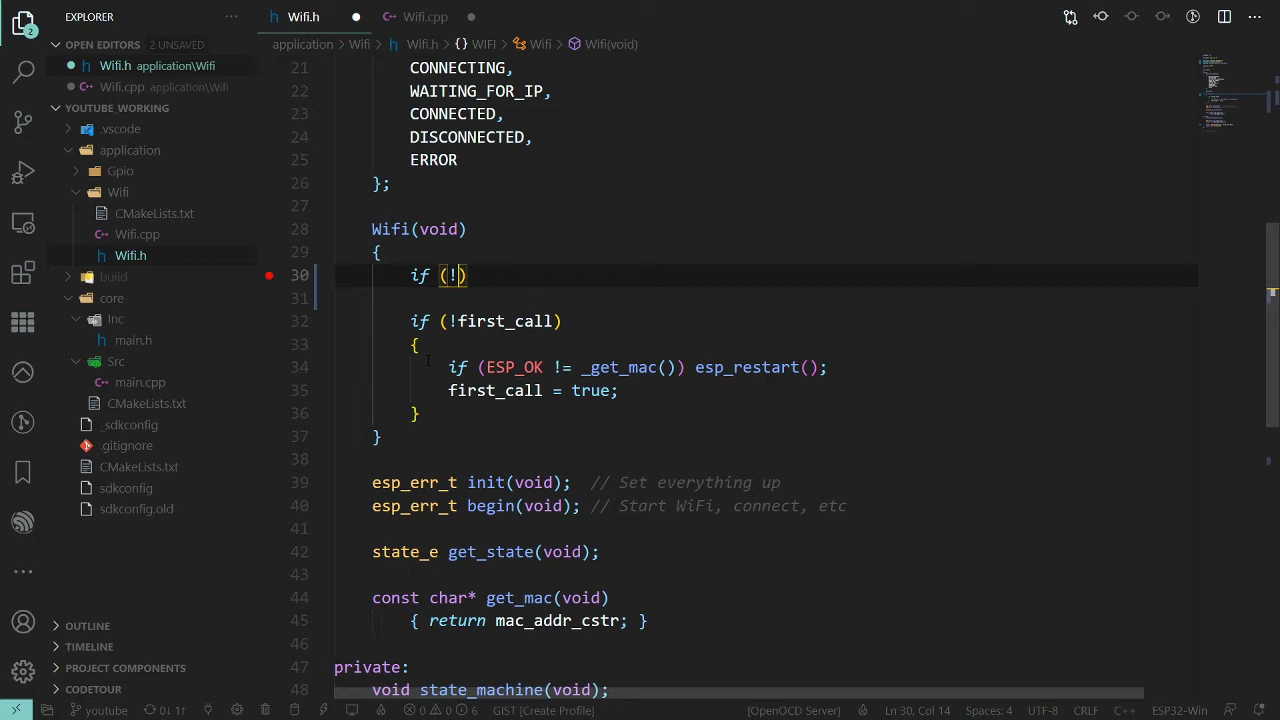 EXPLORER
Wifi.h
Wifi.cpp
OPEN EDITORS 2 UNSAVED
Wifi.h application\Wifi
Wifi.cpp application\Wifi
YOUTUBE_WORKING
.vscode
application
Gpio
Wifi
CMakeLists.txt
Wifi.cpp
Wifi.h
build
core
Inc
main.h
Src
main.cpp
CMakeLists.txt
_sdkconfig
.gitignore
CMakeLists.txt
sdkconfig
sdkconfig.old
OUTLINE
TIMELINE
PROJECT COMPONENTS
CODETOUR
application > Wifi > Wifi.h > {} WIFI > Wifi > Wifi(void)
21 CONNECTING,
22 WAITING_FOR_IP,
23 CONNECTED,
24 DISCONNECTED,
25 ERROR
26 };
27
28 Wifi(void)
29 {
30 if (!)
31
32 if (!first_call)
33 {
34 if (ESP_OK != _get_mac()) esp_restart();
35 first_call = true;
36 }
37 }
38
39 esp_err_t init(void); // Set everything up
40 esp_err_t begin(void); // Start WiFi, connect, etc
41
42 state_e get_state(void);
43
44 const char* get_mac(void)
45 { return mac_addr_cstr; }
46
47 private:
48 void state_machine(void);
youtube 0↓ 1↑ 0 0 6 GIST [Create Profile] [OpenOCD Server] Ln 30, Col 14 Spaces: 4 UTF-8 CRLF C++ ESP32-Win